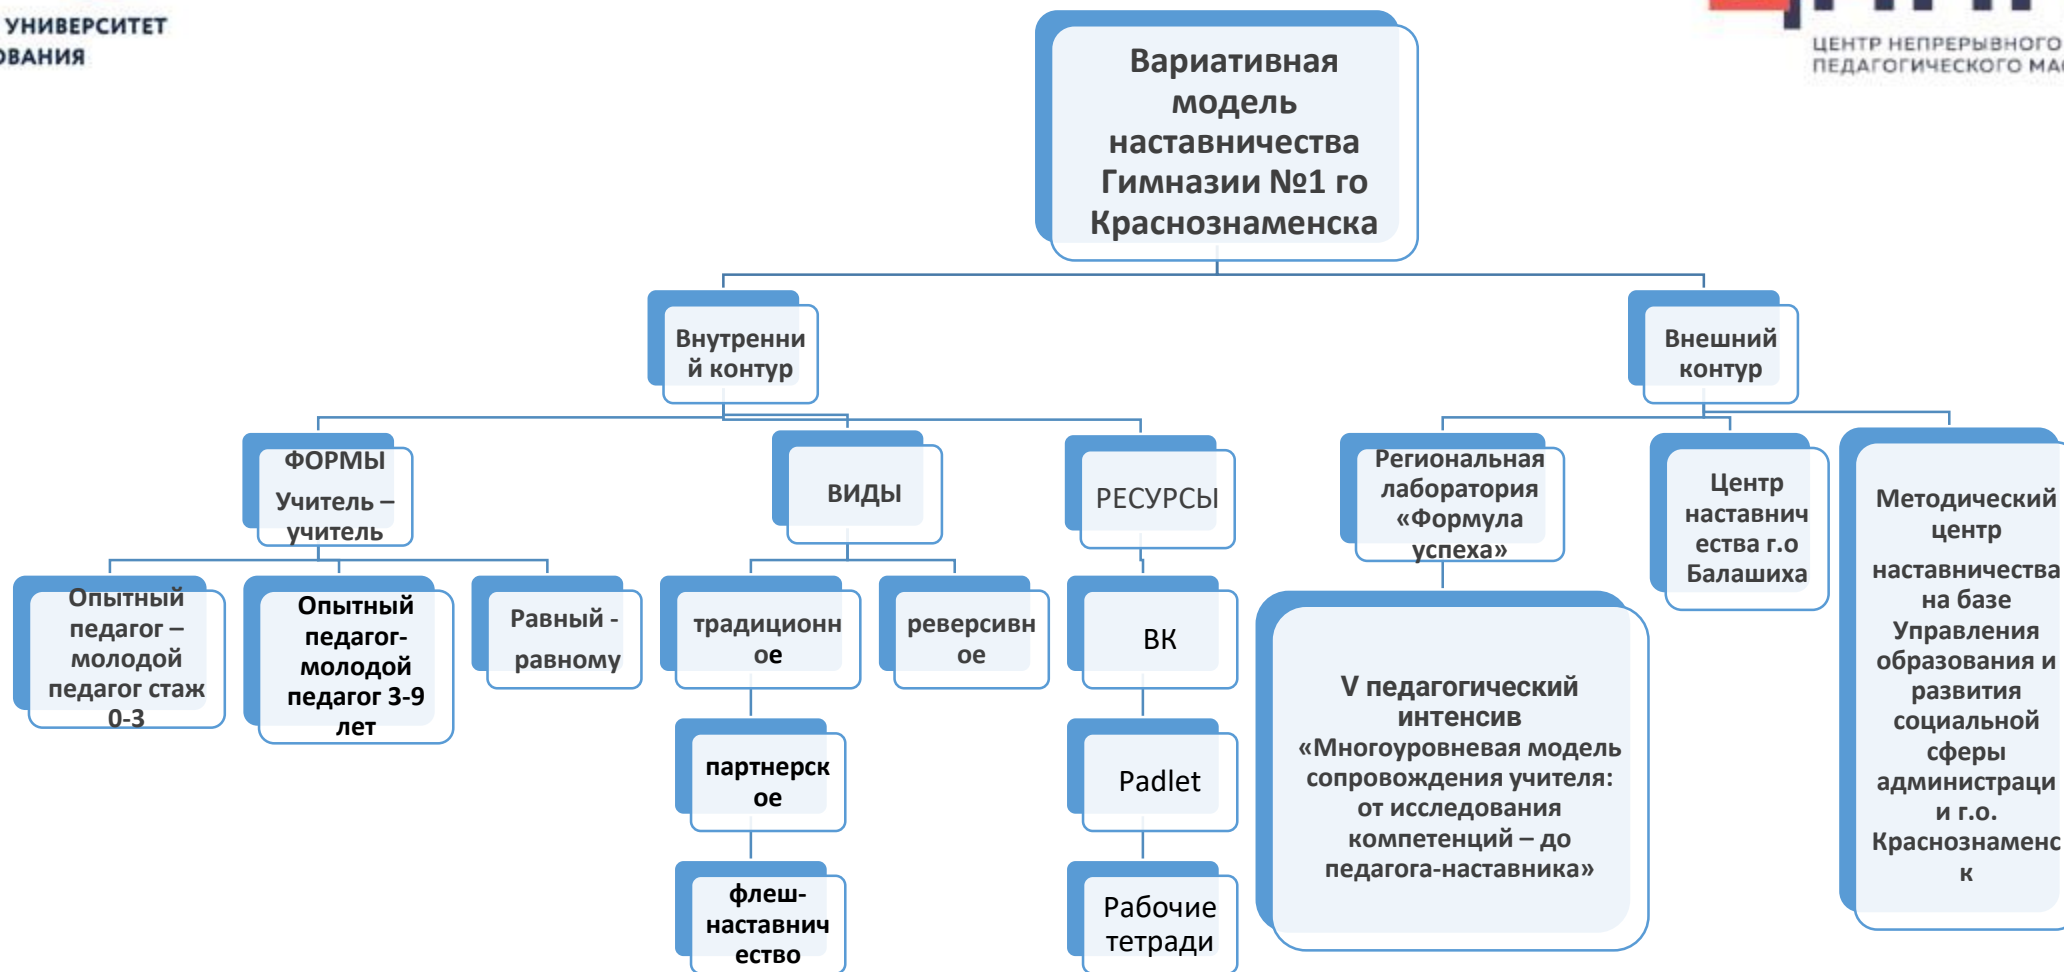 УНИВЕРСИТЕТ
ЦЕНТР НЕПРЕРЫВНОГО
ПЕДАГОГИЧЕСКОГО
Вариативная
модель
наставничества
Гимназии №1 го
Краснознаменска
Внутренни
й контур
Внешний
контур
ФОРМЫ
Учитель –
учитель
ВИДЫ
РЕСУРСЫ
Региональная
лаборатория
«Формула
успеха»
Центр
наставнич
ества г.о
Балашиха
Методический
центр
наставничества
на базе
Управления
образования и
развития
социальной
сферы
администраци
и г.о.
Краснознаменс
к
Опытный
педагог –
молодой
педагог стаж
0-3
Опытный
педагог-
молодой
педагог 3-9
лет
Равный -
равному
традиционн
ое
реверсивн
ое
ВК
V педагогический
интенсив
«Многоуровневая модель
сопровождения учителя:
от исследования
компетенций – до
педагога-наставника»
партнерск
ое
Padlet
флеш-
наставнич
ество
Рабочие
тетради